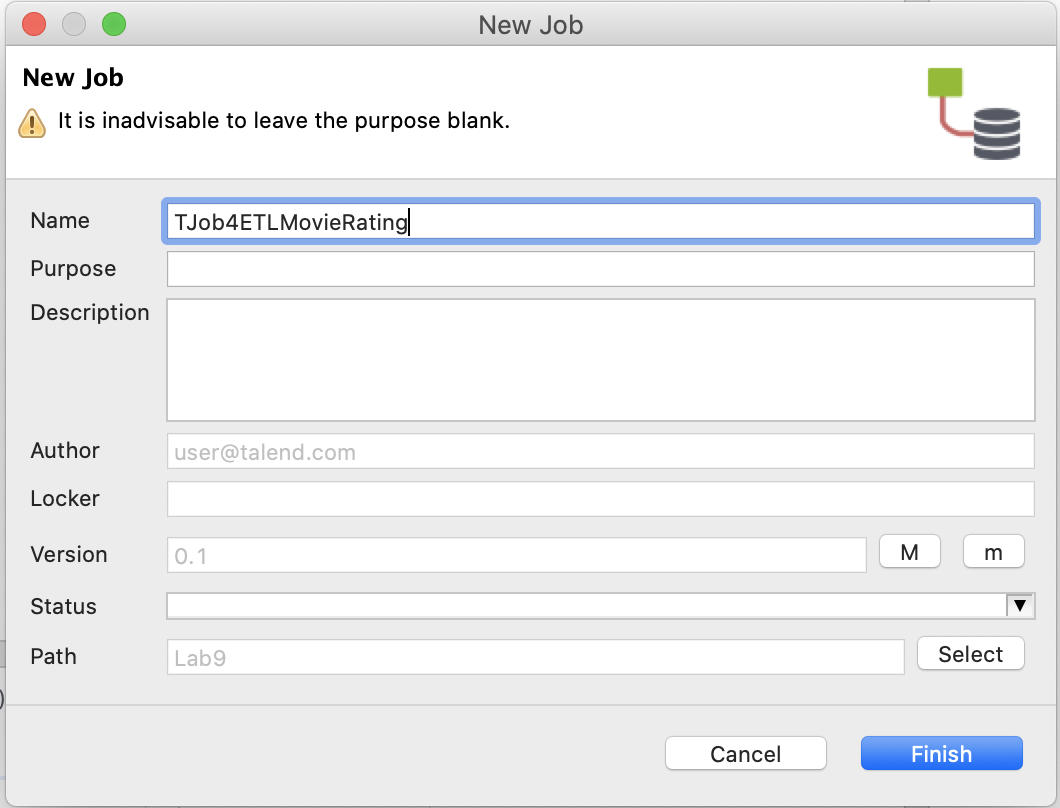 New Job
New Job
It is inadvisable to leave the purpose blank.
Name TJob4ETLMovieRating
Purpose
Description
Author user@talend.com
Locker
Version 0.1 M m
Status
Path Lab9 Select
)
Cancel Finish